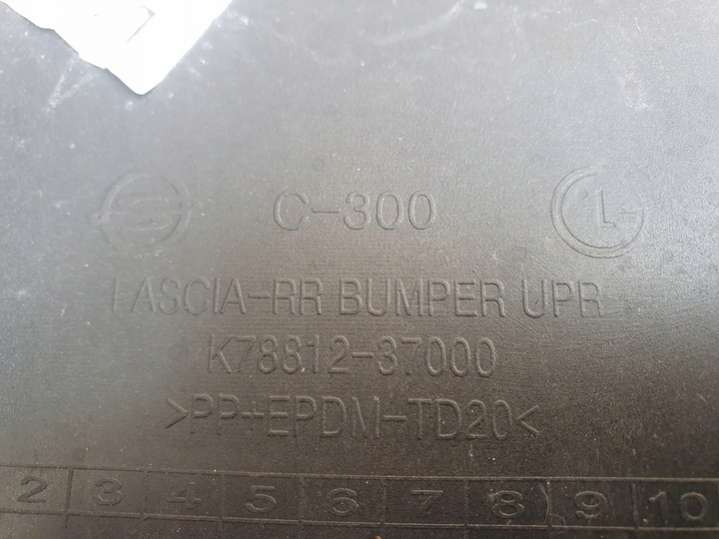 C-300
FASCIA-RR BUMPER UPR
K78812-37000
>PP+EPDM-TD20<
2 3 4 5 6 7 8 9 10